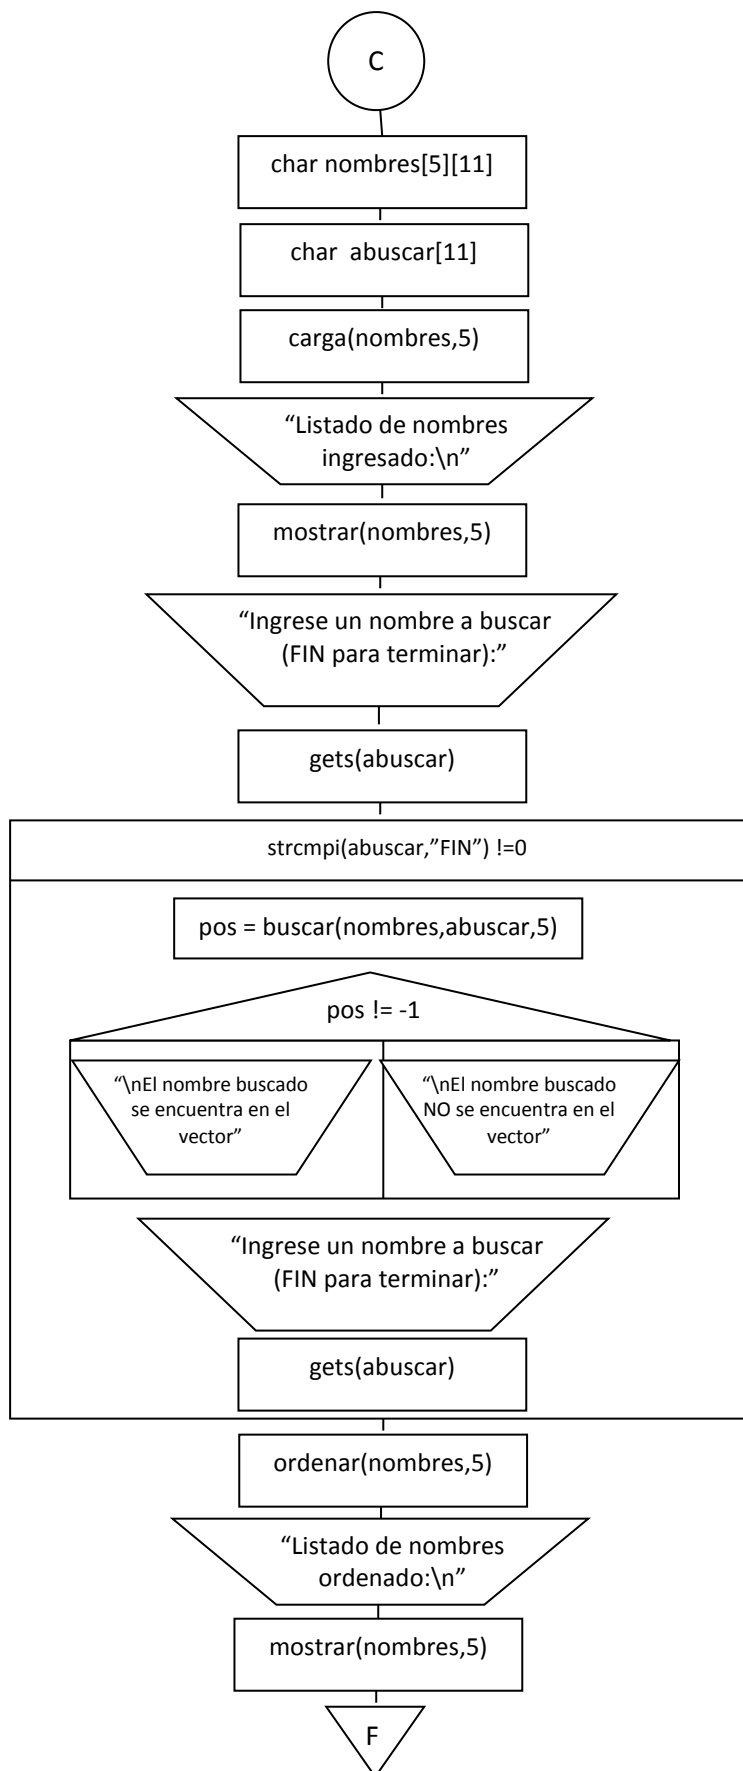 C
char nombres[5][11]
char  abuscar[11]
carga(nombres,5)
“Listado de nombres
ingresado:\n”
mostrar(nombres,5)
“Ingrese un nombre a buscar
(FIN para terminar):”
gets(abuscar)
strcmpi(abuscar,”FIN”) !=0
pos = buscar(nombres,abuscar,5)
pos != -1
“\nEl nombre buscado
se encuentra en el
vector”
“\nEl nombre buscado
NO se encuentra en el
vector”
“Ingrese un nombre a buscar
(FIN para terminar):”
gets(abuscar)
ordenar(nombres,5)
“Listado de nombres
ordenado:\n”
mostrar(nombres,5)
F